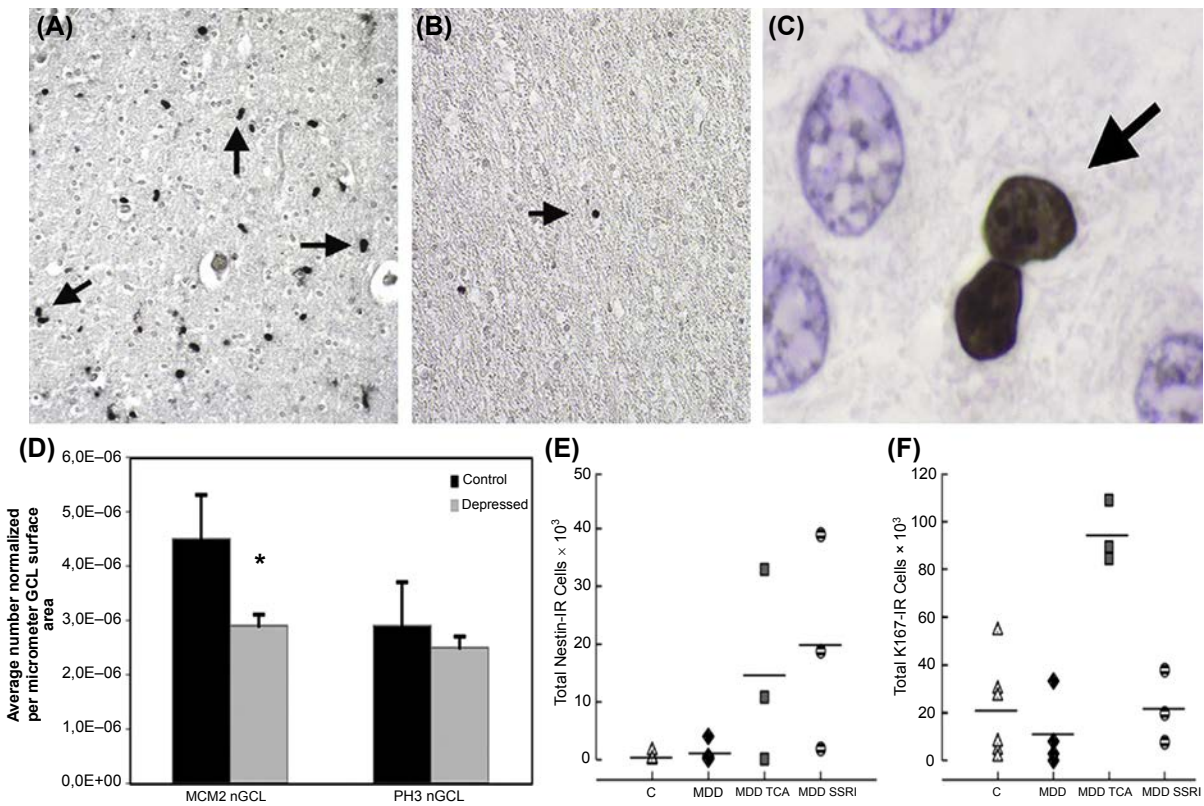 (A)
(B)
(C)
(D)
6,0E–06
5,0E–06
4,0E–06
3,0E–06
2,0E–06
1,0E–06
0,0E+00
Average number normalized
per micrometer GCL surface
area
Control
Depressed
*
MCM2 nGCL
PH3 nGCL
(E)
Total Nestin-IR Cells × 10³
50
40
30
20
10
0
C
MDD
MDD TCA
MDD SSRI
(F)
Total K167-IR Cells × 10³
120
100
80
60
40
20
0
C
MDD
MDD TCA
MDD SSRI